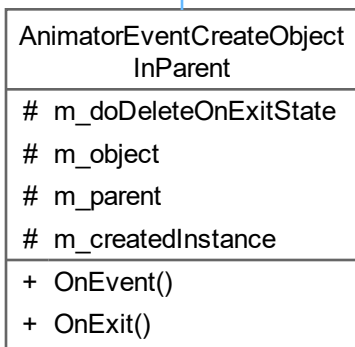 AnimatorEventCreateObject
InParent
# m_doDeleteOnExitState
# m_object
# m_parent
# m_createdInstance
+ OnEvent()
+ OnExit()